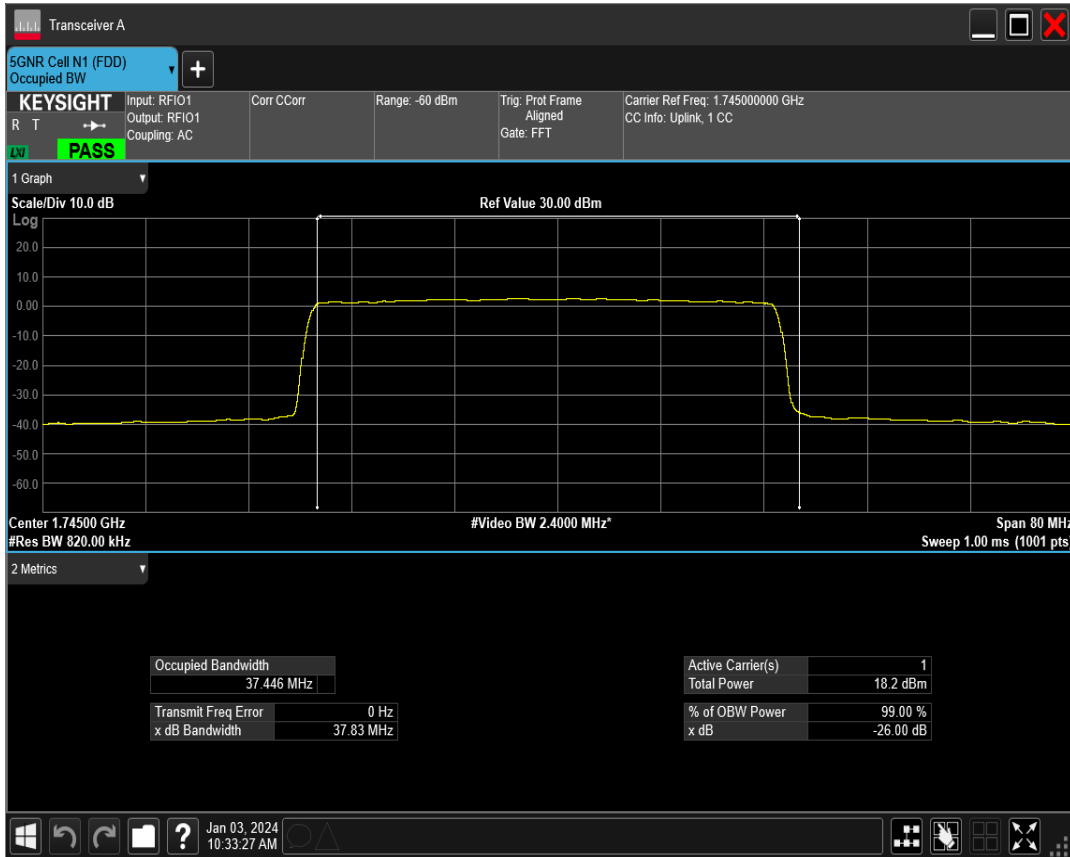 Transceiver A
5GNR Cell N1 (FDD)
Occupied BW
+
KEYSIGHT
R T
LXI
PASS
Input: RFIO1
Output: RFIO1
Coupling: AC
Corr CCorr
Range: -60 dBm
Trig: Prot Frame
Aligned
Gate: FFT
Carrier Ref Freq: 1.745000000 GHz
CC Info: Uplink, 1 CC
1 Graph
Scale/Div 10.0 dB
Ref Value 30.00 dBm
Log
20.0
10.0
0.00
-10.0
-20.0
-30.0
-40.0
-50.0
-60.0
Center 1.74500 GHz
#Video BW 2.4000 MHz*
Span 80 MHz
#Res BW 820.00 kHz
Sweep 1.00 ms (1001 pts)
2 Metrics
Occupied Bandwidth
37.446 MHz
Transmit Freq Error 0 Hz
x dB Bandwidth 37.83 MHz
Active Carrier(s) 1
Total Power 18.2 dBm
% of OBW Power 99.00 %
x dB -26.00 dB
?
Jan 03, 2024
10:33:27 AM